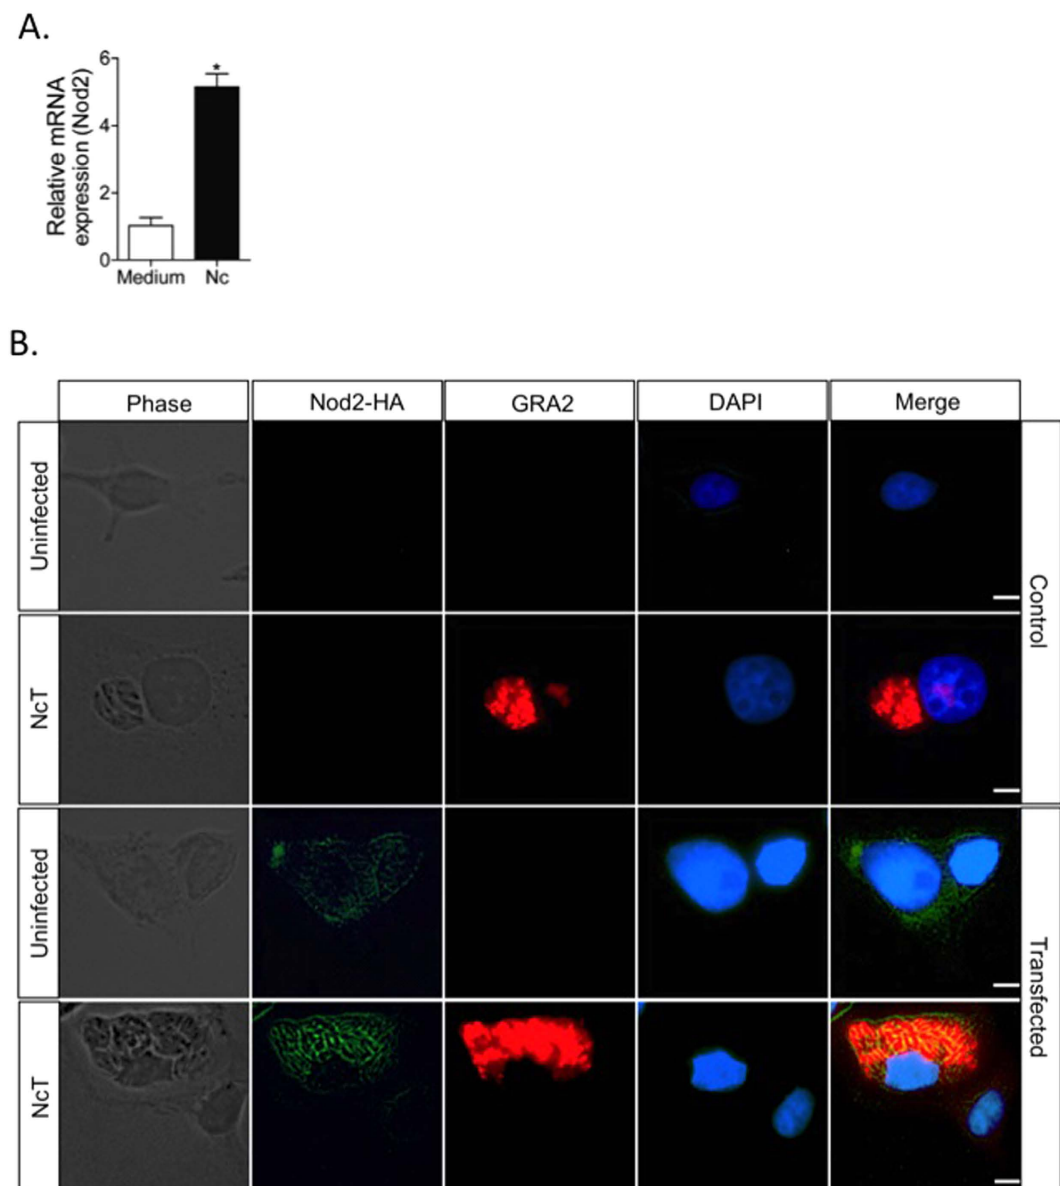 A.
Relative mRNA
expression (Nod2)
6
4
2
0
*
Medium
Nc
B.
Phase
Nod2-HA
GRA2
DAPI
Merge
Uninfected
NcT
Control
Uninfected
NcT
Transfected